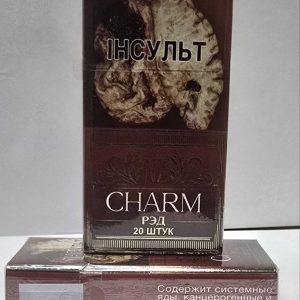 ІНСУЛЬТ
CHARM
РЭД
20 ШТУК
Содержит системные
яды, канцерогенные и